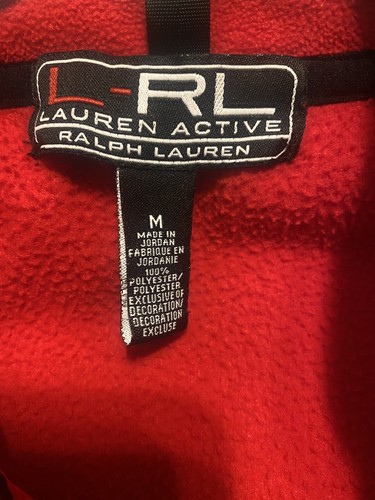 L-RL
LAUREN ACTIVE
RALPH LAUREN
M
MADE IN
JORDAN
FABRIQUE EN
JORDANIE
100%
POLYESTER/
POLYESTER
EXCLUSIVE OF
DECORATION/
DECORATION
EXCLUSE